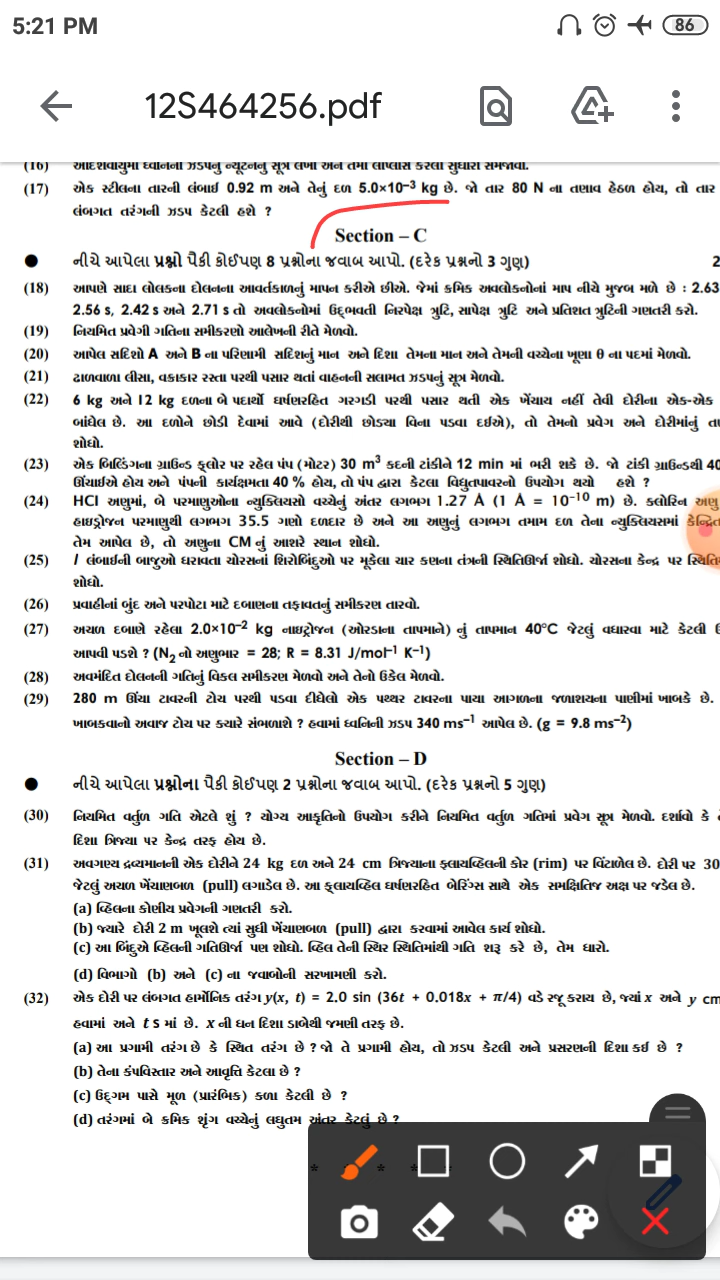 5:21 PM
86
12S464256.pdf
(16) આદર્શવાયુમાં ધ્વનિની ઝડપનું ન્યૂટનનું સૂત્ર લખો અને તેમાં લાપ્લાસે કરેલો સુધારો સમજાવો.
(17) એક સ્ટીલના તારની લંબાઈ 0.92 m અને તેનું દળ 5.0×10⁻³ kg છે. જો તાર 80 N ના તણાવ હેઠળ હોય, તો તાર
લંબગત તરંગની ઝડપ કેટલી હશે ?
Section – C
● નીચે આપેલા પ્રશ્નો પૈકી કોઈપણ 8 પ્રશ્નોના જવાબ આપો. (દરેક પ્રશ્નનો 3 ગુણ) 2
(18) આપણે સાદા લોલકના દોલનના આવર્તકાળનું માપન કરીએ છીએ. જેમાં ક્રમિક અવલોકનોનાં માપ નીચે મુજબ મળે છે : 2.63
2.56 s, 2.42 s અને 2.71 s તો અવલોકનોમાં ઉદ્ભવતી નિરપેક્ષ ત્રુટિ, સાપેક્ષ ત્રુટિ અને પ્રતિશત ત્રુટિની ગણતરી કરો.
(19) નિયમિત પ્રવેગી ગતિના સમીકરણો આલેખની રીતે મેળવો.
(20) આપેલ સદિશો A અને B ના પરિણામી સદિશનું માન અને દિશા તેમના માન અને તેમની વચ્ચેના ખૂણા θ ના પદમાં મેળવો.
(21) ઢાળવાળા લીસા, વક્રાકાર રસ્તા પરથી પસાર થતાં વાહનની સલામત ઝડપનું સૂત્ર મેળવો.
(22) 6 kg અને 12 kg દળના બે પદાર્થો ઘર્ષણરહિત ગરગડી પરથી પસાર થતી એક ખેંચાય નહીં તેવી દોરીના એક-એક
બાંધેલ છે. આ દળોને છોડી દેવામાં આવે (દોરીથી છોડ્યા વિના પડવા દઈએ), તો તેમનો પ્રવેગ અને દોરીમાંનું
શોધો.
(23) એક બિલ્ડિંગના ગ્રાઉન્ડ ફ્લોર પર રહેલ પંપ (મોટર) 30 m³ કદની ટાંકીને 12 min માં ભરી શકે છે. જો ટાંકી ગ્રાઉન્ડથી 40
ઊંચાઈએ હોય અને પંપની કાર્યક્ષમતા 40 % હોય, તો પંપ દ્વારા કેટલા વિદ્યુતપાવરનો ઉપયોગ થયો હશે ?
(24) HCl અણુમાં, બે પરમાણુઓના ન્યુક્લિયસો વચ્ચેનું અંતર લગભગ 1.27 Å (1 Å = 10⁻¹⁰ m) છે. ક્લોરિન અણુ
હાઇડ્રોજન પરમાણુથી લગભગ 35.5 ગણો દળદાર છે અને આ અણુનું લગભગ તમામ દળ તેના ન્યુક્લિયસમાં
તેમ આપેલ છે, તો અણુના CM નું આશરે સ્થાન શોધો.
(25) l લંબાઈની બાજુઓ ધરાવતા ચોરસનાં શિરોબિંદુઓ પર મૂકેલા ચાર કણના તંત્રની સ્થિતિઊર્જા શોધો. ચોરસના કેન્દ્ર પર
શોધો.
(26) પ્રવાહીનાં બુંદ અને પરપોટા માટે દબાણના તફાવતનું સમીકરણ તારવો.
(27) અચળ દબાણે રહેલા 2.0×10⁻² kg નાઇટ્રોજન (ઓરડાના તાપમાને) નું તાપમાન 40°C જેટલું વધારવા માટે કેટલી
આપવી પડશે ? (N₂ નો અણુભાર = 28; R = 8.31 J/mol⁻¹ K⁻¹)
(28) અવમંદિત દોલનની ગતિનું વિકલ સમીકરણ મેળવો અને તેનો ઉકેલ મેળવો.
(29) 280 m ઊંચા ટાવરની ટોચ પરથી પડવા દીધેલો એક પથ્થર ટાવરના પાયા આગળના જળાશયના પાણીમાં ખાબકે છે.
ખાબકવાનો અવાજ ટોચ પર ક્યારે સંભળાશે ? હવામાં ધ્વનિની ઝડપ 340 ms⁻¹ આપેલ છે. (g = 9.8 ms⁻²)
Section – D
● નીચે આપેલા પ્રશ્નોના પૈકી કોઈપણ 2 પ્રશ્નોના જવાબ આપો. (દરેક પ્રશ્નનો 5 ગુણ)
(30) નિયમિત વર્તુળ ગતિ એટલે શું ? યોગ્ય આકૃતિનો ઉપયોગ કરીને નિયમિત વર્તુળ ગતિમાં પ્રવેગ સૂત્ર મેળવો. દર્શાવો કે
દિશા ત્રિજ્યા પર કેન્દ્ર તરફ હોય છે.
(31) અવગણ્ય દ્રવ્યમાનની એક દોરીને 24 kg દળ અને 24 cm ત્રિજ્યાના ફ્લાયવ્હિલની કોર (rim) પર વિંટાળેલ છે. દોરી પર 30
જેટલું અચળ ખેંચાણબળ (pull) લગાડેલ છે. આ ફ્લાયવ્હિલ ઘર્ષણરહિત બેરિંગ્સ સાથે એક સમક્ષિતિજ અક્ષ પર જડેલ છે.
(a) વ્હિલના કોણીય પ્રવેગની ગણતરી કરો.
(b) જ્યારે દોરી 2 m ખૂલશે ત્યાં સુધી ખેંચાણબળ (pull) દ્વારા કરવામાં આવેલ કાર્ય શોધો.
(c) આ બિંદુએ વ્હિલની ગતિઊર્જા પણ શોધો. વ્હિલ તેની સ્થિર સ્થિતિમાંથી ગતિ શરૂ કરે છે, તેમ ધારો.
(d) વિભાગો (b) અને (c) ના જવાબોની સરખામણી કરો.
(32) એક દોરી પર લંબગત હાર્મોનિક તરંગ y(x, t) = 2.0 sin (36t + 0.018x + π/4) વડે રજૂ કરાય છે, જ્યાં x અને y cm
હવામાં અને t s માં છે. x ની ધન દિશા ડાબેથી જમણી તરફ છે.
(a) આ પ્રગામી તરંગ છે કે સ્થિત તરંગ છે ? જો તે પ્રગામી હોય, તો ઝડપ કેટલી અને પ્રસરણની દિશા કઈ છે ?
(b) તેના કંપવિસ્તાર અને આવૃત્તિ કેટલા છે ?
(c) ઉદ્ગમ પાસે મૂળ (પ્રારંભિક) કળા કેટલી છે ?
(d) તરંગમાં બે ક્રમિક શૃંગ વચ્ચેનું લઘુતમ અંતર કેટલું છે ?